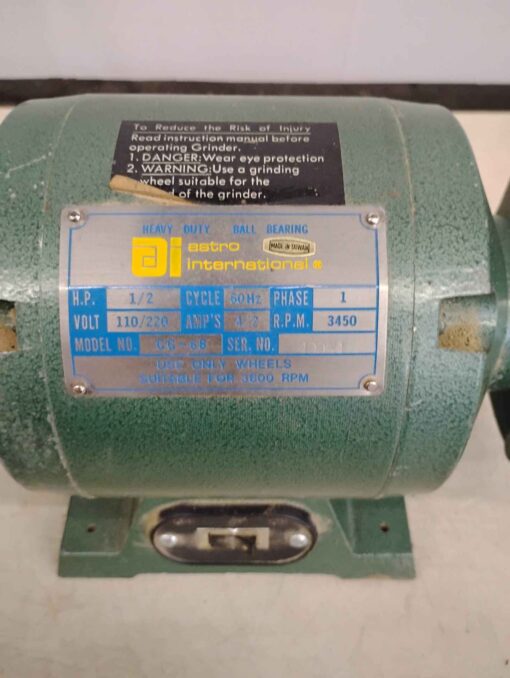 To Reduce the Risk of Injury
Read instruction manual before
operating Grinder.
1. DANGER: Wear eye protection
2. WARNING: Use a grinding
wheel suitable for the
of the grinder.
HEAVY DUTY BALL BEARING
ai astro international ®
MADE IN TAIWAN
H.P. 1/2 CYCLE 60Hz PHASE 1
VOLT 110/220 AMP'S 4/2 R.P.M. 3450
MODEL NO. SER. NO.
USE ONLY WHEELS
SUITABLE FOR 3600 RPM